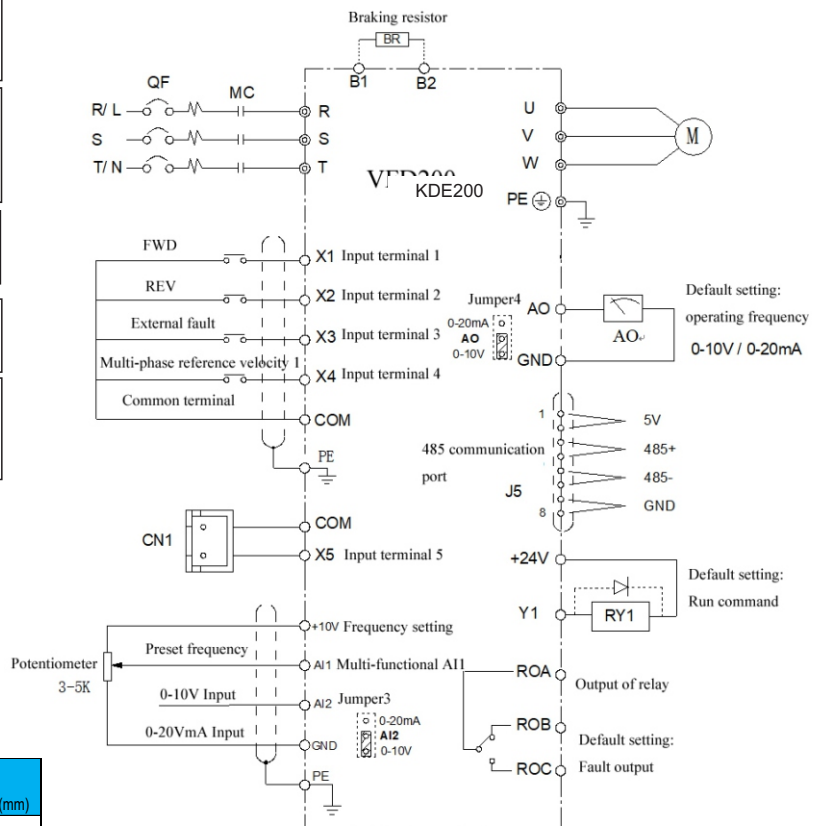 Braking resistor
BR
B1
B2
QF
MC
R/ L
R
U
S
S
V
M
T/ N
T
W
KDE200
PE
FWD
X1 Input terminal 1
REV
X2 Input terminal 2
External fault
X3 Input terminal 3
Multi-phase reference velocity 1
X4 Input terminal 4
Common terminal
COM
PE
Jumper4
0-20mA
AO
0-10V
AO
GND
AO
Default setting:
operating frequency
0-10V / 0-20mA
485 communication
port
J5
1
8
5V
485+
485-
GND
CN1
COM
X5 Input terminal 5
+24V
Y1
RY1
Default setting:
Run command
+10V Frequency setting
Preset frequency
AI1 Multi-functional AI1
Potentiometer
3-5K
0-10V Input
AI2 Jumper3
0-20mA
AI2
0-10V
0-20VmA Input
GND
PE
ROA
Output of relay
ROB
Default setting:
ROC
Fault output
(mm)